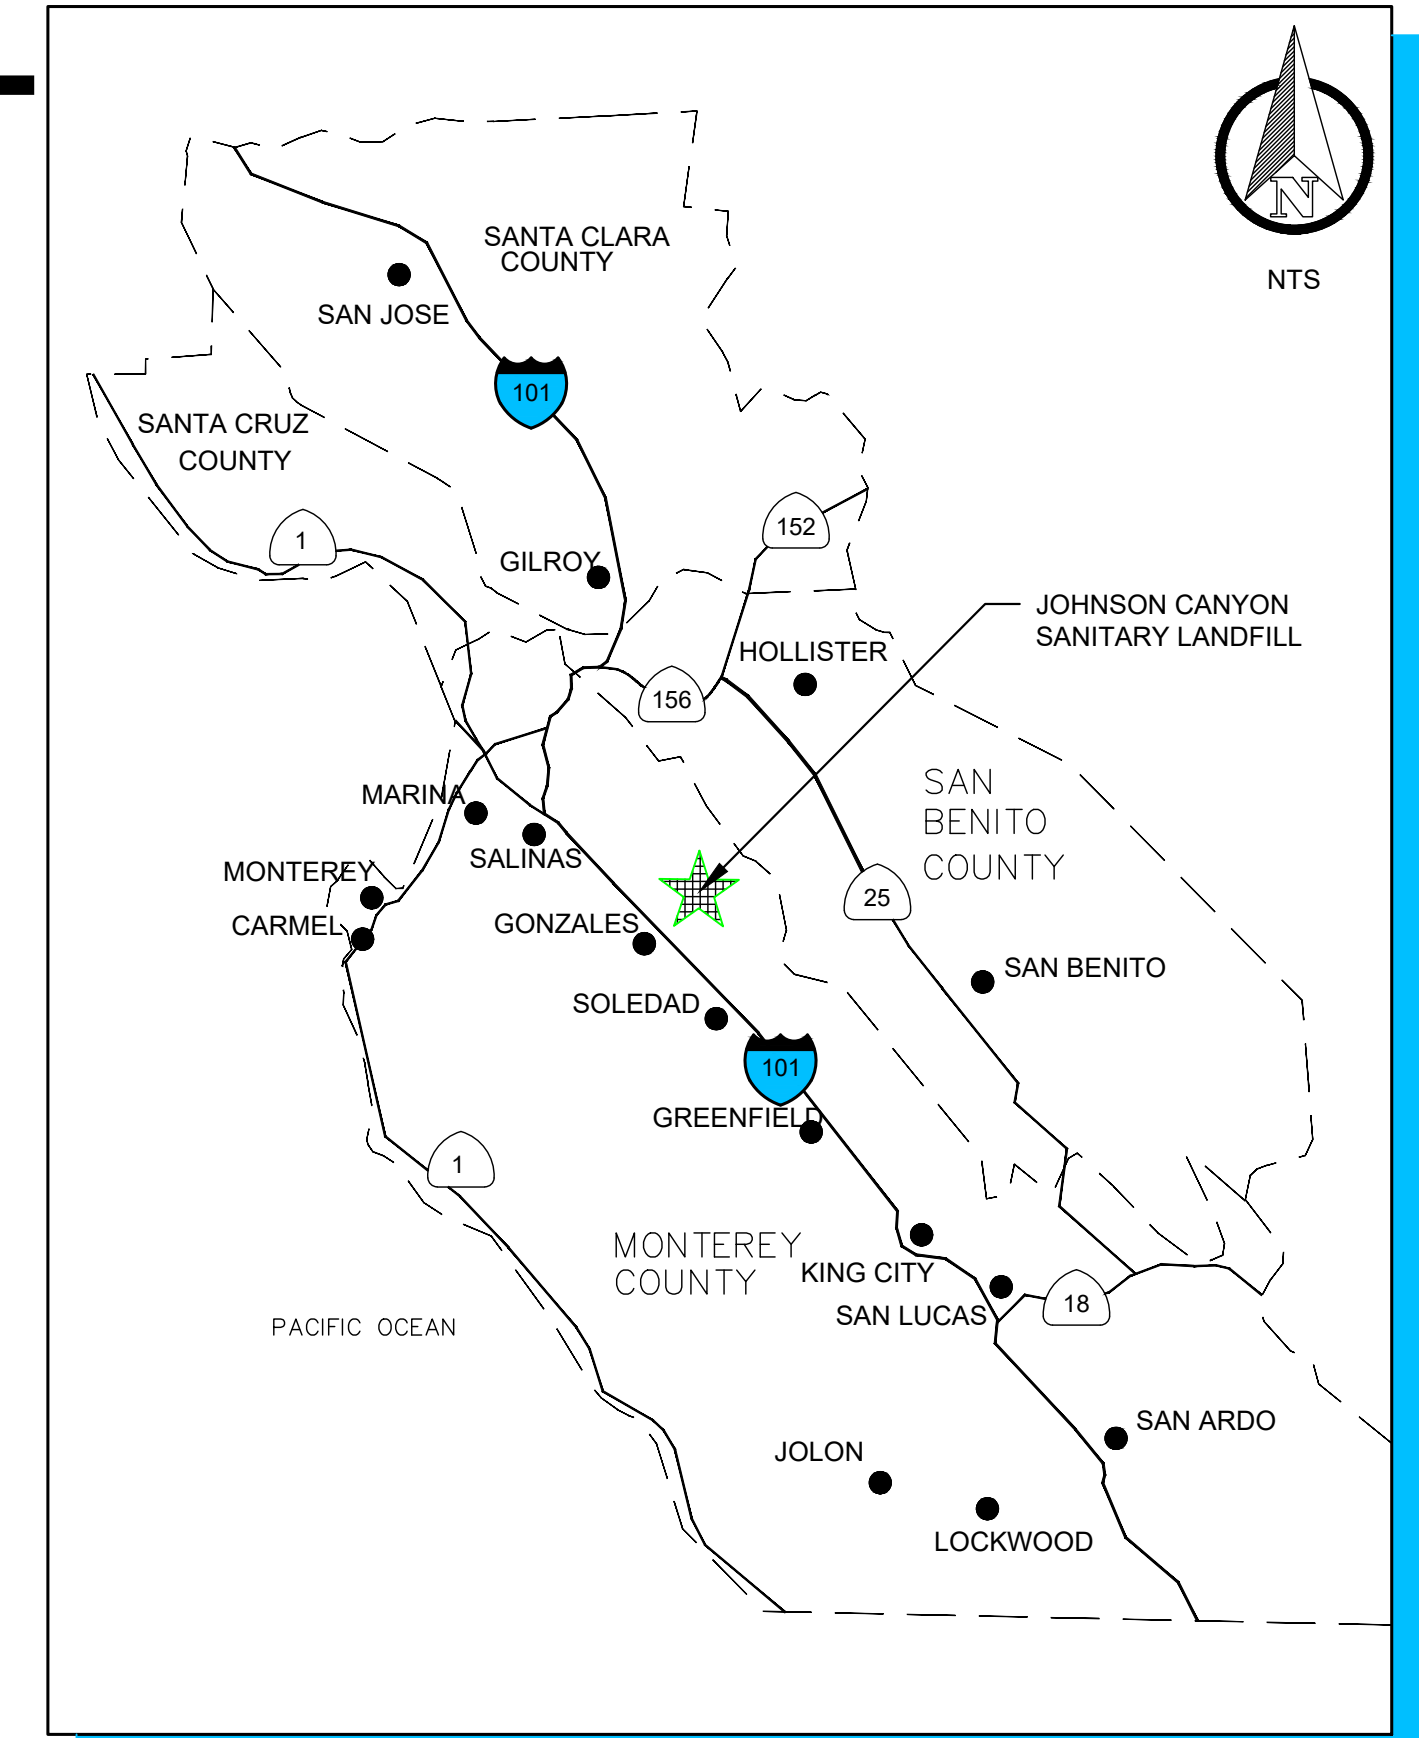 N
NTS
SANTA CLARA
COUNTY
SAN JOSE
101
SANTA CRUZ
COUNTY
152
1
GILROY
JOHNSON CANYON
SANITARY LANDFILL
HOLLISTER
156
SAN
BENITO
COUNTY
MARINA
SALINAS
MONTEREY
25
CARMEL
GONZALES
SAN BENITO
SOLEDAD
101
GREENFIELD
1
MONTEREY
COUNTY
KING CITY
SAN LUCAS
18
PACIFIC OCEAN
SAN ARDO
JOLON
LOCKWOOD